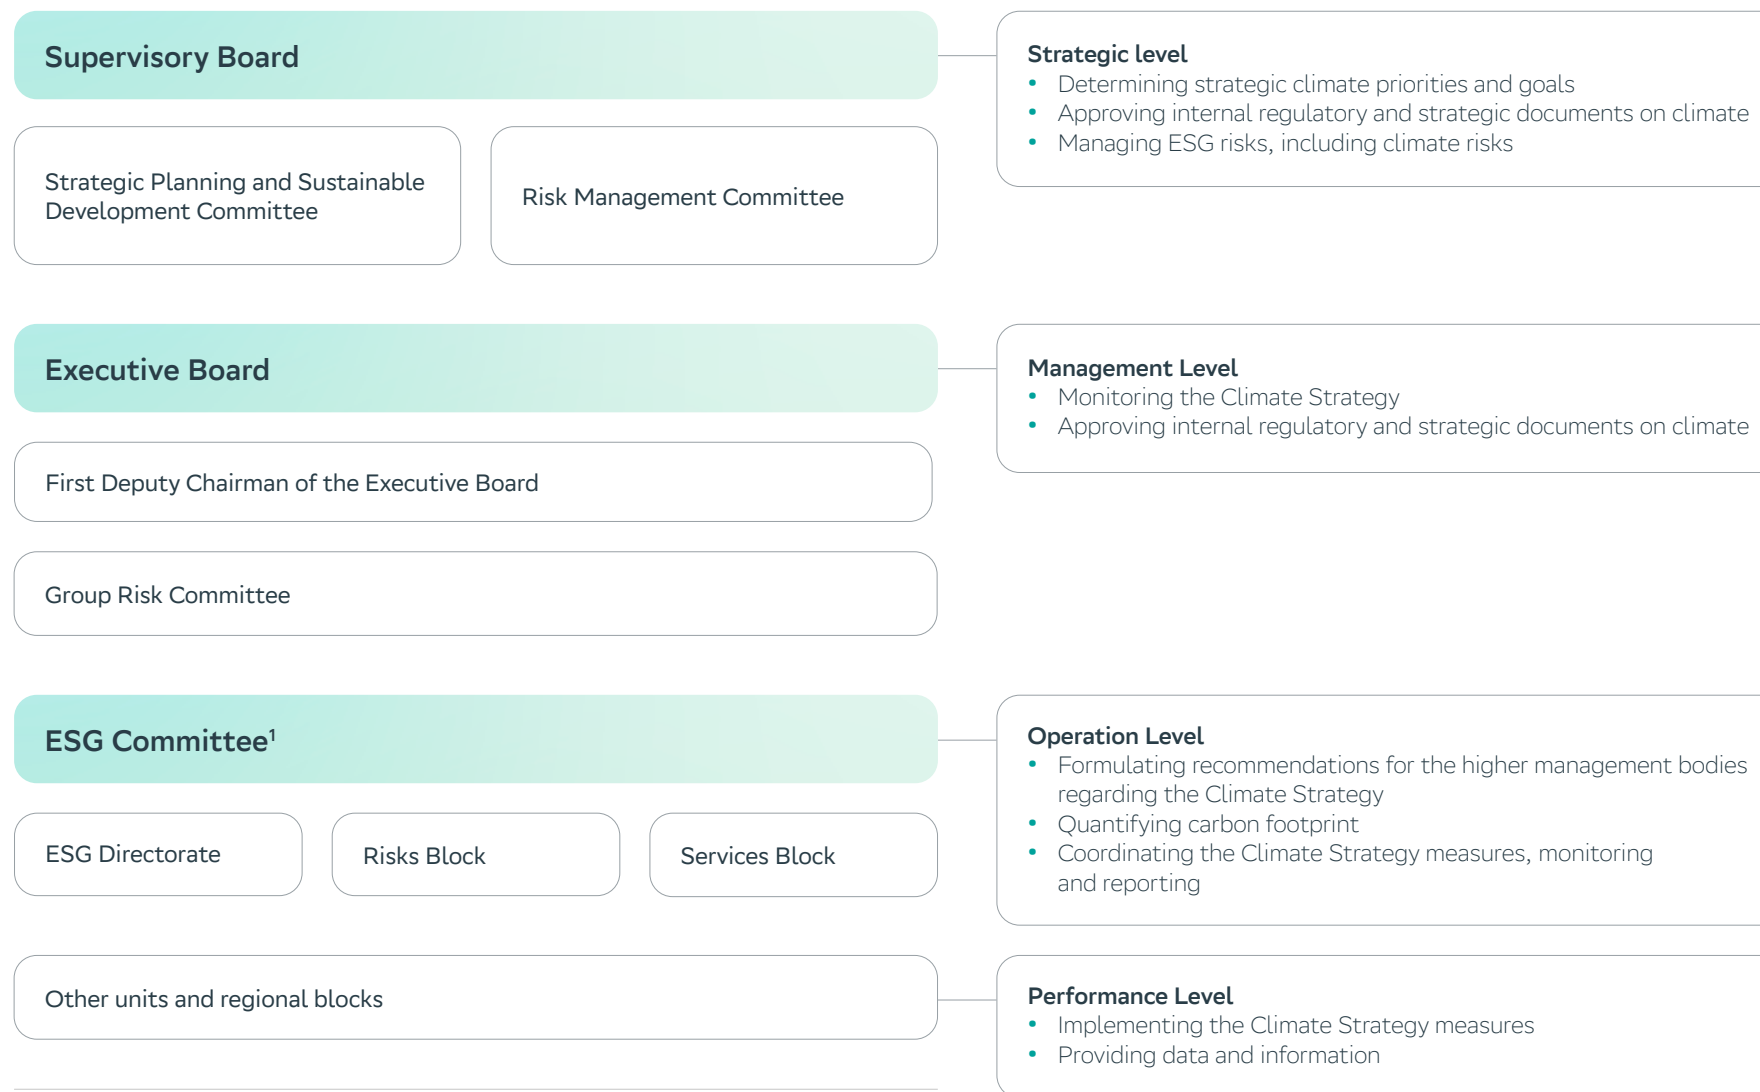 Supervisory Board
Strategic level
• Determining strategic climate priorities and goals
• Approving internal regulatory and strategic documents on climate
• Managing ESG risks, including climate risks
Strategic Planning and Sustainable
Development Committee
Risk Management Committee
Executive Board
Management Level
• Monitoring the Climate Strategy
• Approving internal regulatory and strategic documents on climate
First Deputy Chairman of the Executive Board
Group Risk Committee
ESG Committee¹
Operation Level
• Formulating recommendations for the higher management bodies
regarding the Climate Strategy
• Quantifying carbon footprint
• Coordinating the Climate Strategy measures, monitoring
and reporting
ESG Directorate
Risks Block
Services Block
Other units and regional blocks
Performance Level
• Implementing the Climate Strategy measures
• Providing data and information